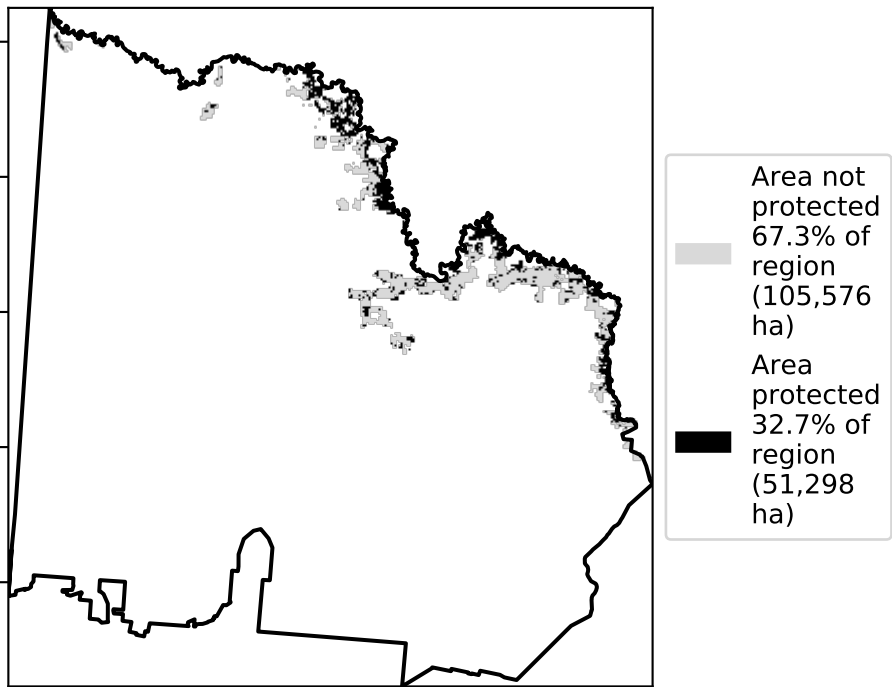 Area not
protected
67.3% of
region
(105,576
ha)
Area
protected
32.7% of
region
(51,298
ha)